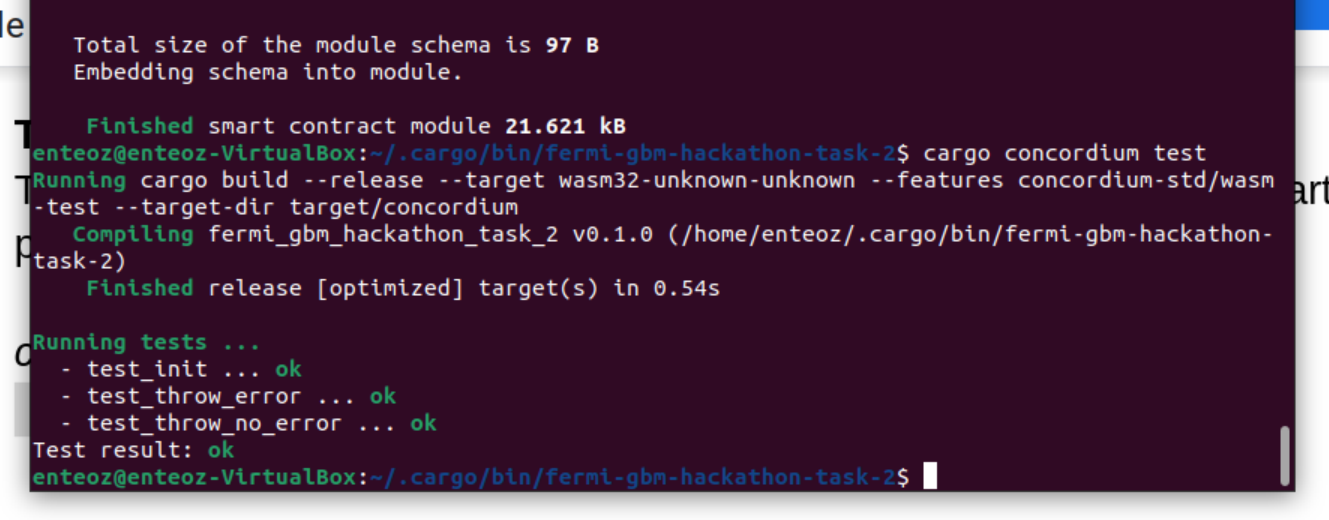 le
Total size of the module schema is 97 B
Embedding schema into module.
Finished smart contract module 21.621 kB
enteoz@enteoz-VirtualBox:~/.cargo/bin/fermi-gbm-hackathon-task-2$ cargo concordium test
Running cargo build --release --target wasm32-unknown-unknown --features concordium-std/wasm
-test --target-dir target/concordium
Compiling fermi_gbm_hackathon_task_2 v0.1.0 (/home/enteoz/.cargo/bin/fermi-gbm-hackathon-
task-2)
Finished release [optimized] target(s) in 0.54s
Running tests ...
- test_init ... ok
- test_throw_error ... ok
- test_throw_no_error ... ok
Test result: ok
enteoz@enteoz-VirtualBox:~/.cargo/bin/fermi-gbm-hackathon-task-2$